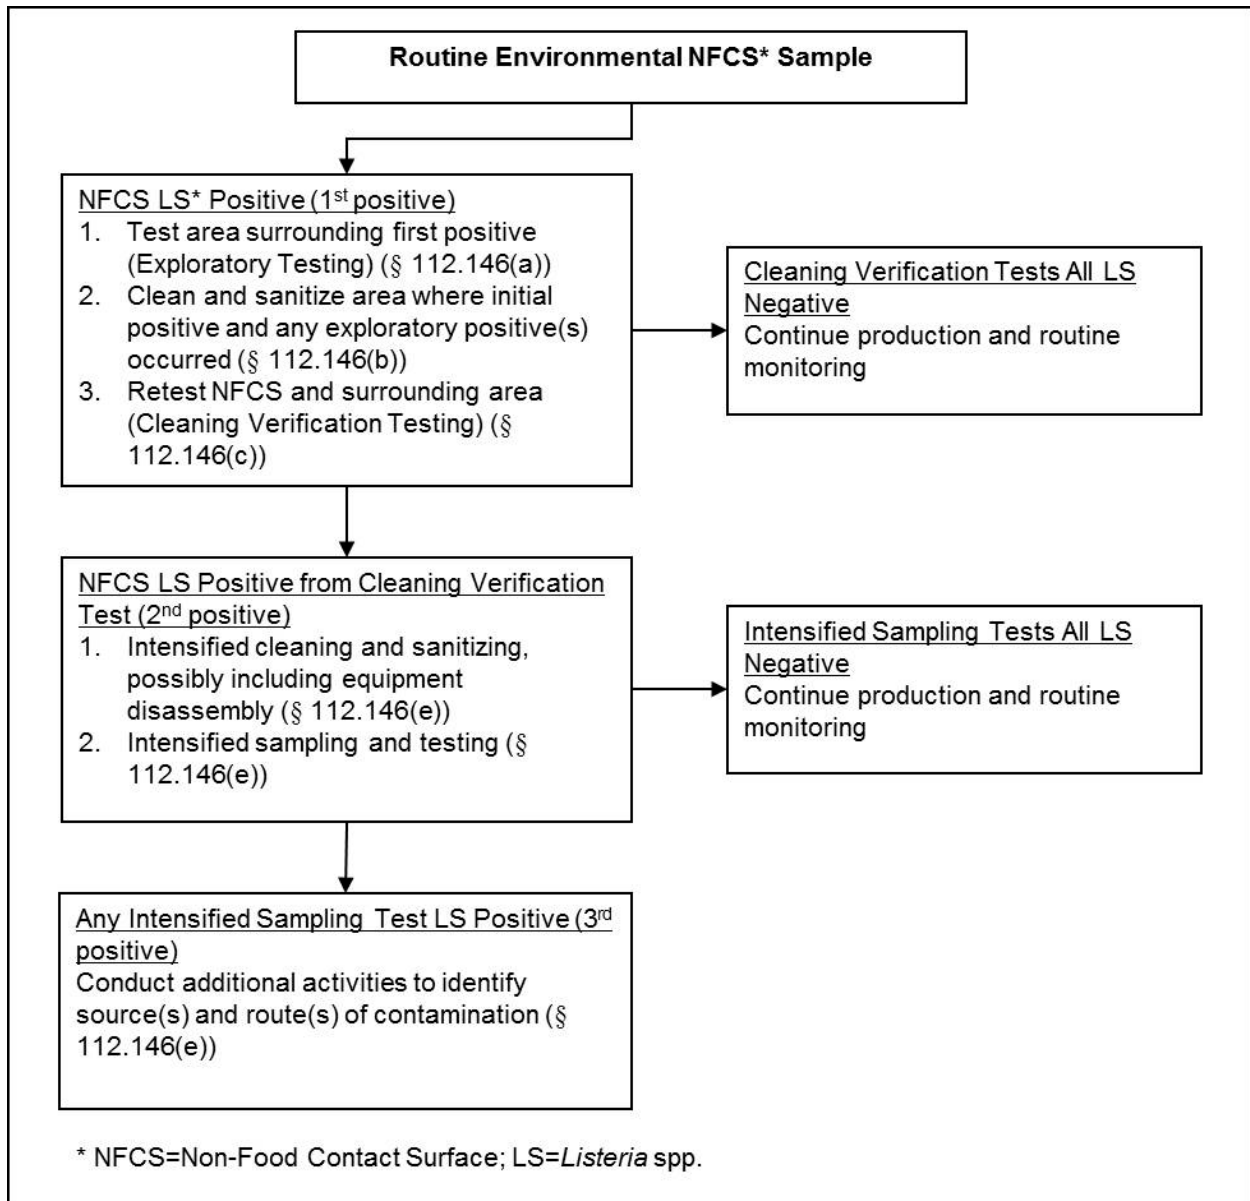 Routine Environmental NFCS* Sample
NFCS LS* Positive (1st positive)
1. Test area surrounding first positive
(Exploratory Testing) (§ 112.146(a))
2. Clean and sanitize area where initial
positive and any exploratory positive(s)
occurred (§ 112.146(b))
3. Retest NFCS and surrounding area
(Cleaning Verification Testing) (§
112.146(c))
Cleaning Verification Tests All LS
Negative
Continue production and routine
monitoring
NFCS LS Positive from Cleaning Verification
Test (2nd positive)
1. Intensified cleaning and sanitizing,
possibly including equipment
disassembly (§ 112.146(e))
2. Intensified sampling and testing (§
112.146(e))
Intensified Sampling Tests All LS
Negative
Continue production and routine
monitoring
Any Intensified Sampling Test LS Positive (3rd
positive)
Conduct additional activities to identify
source(s) and route(s) of contamination (§
112.146(e))
* NFCS=Non-Food Contact Surface; LS=Listeria spp.